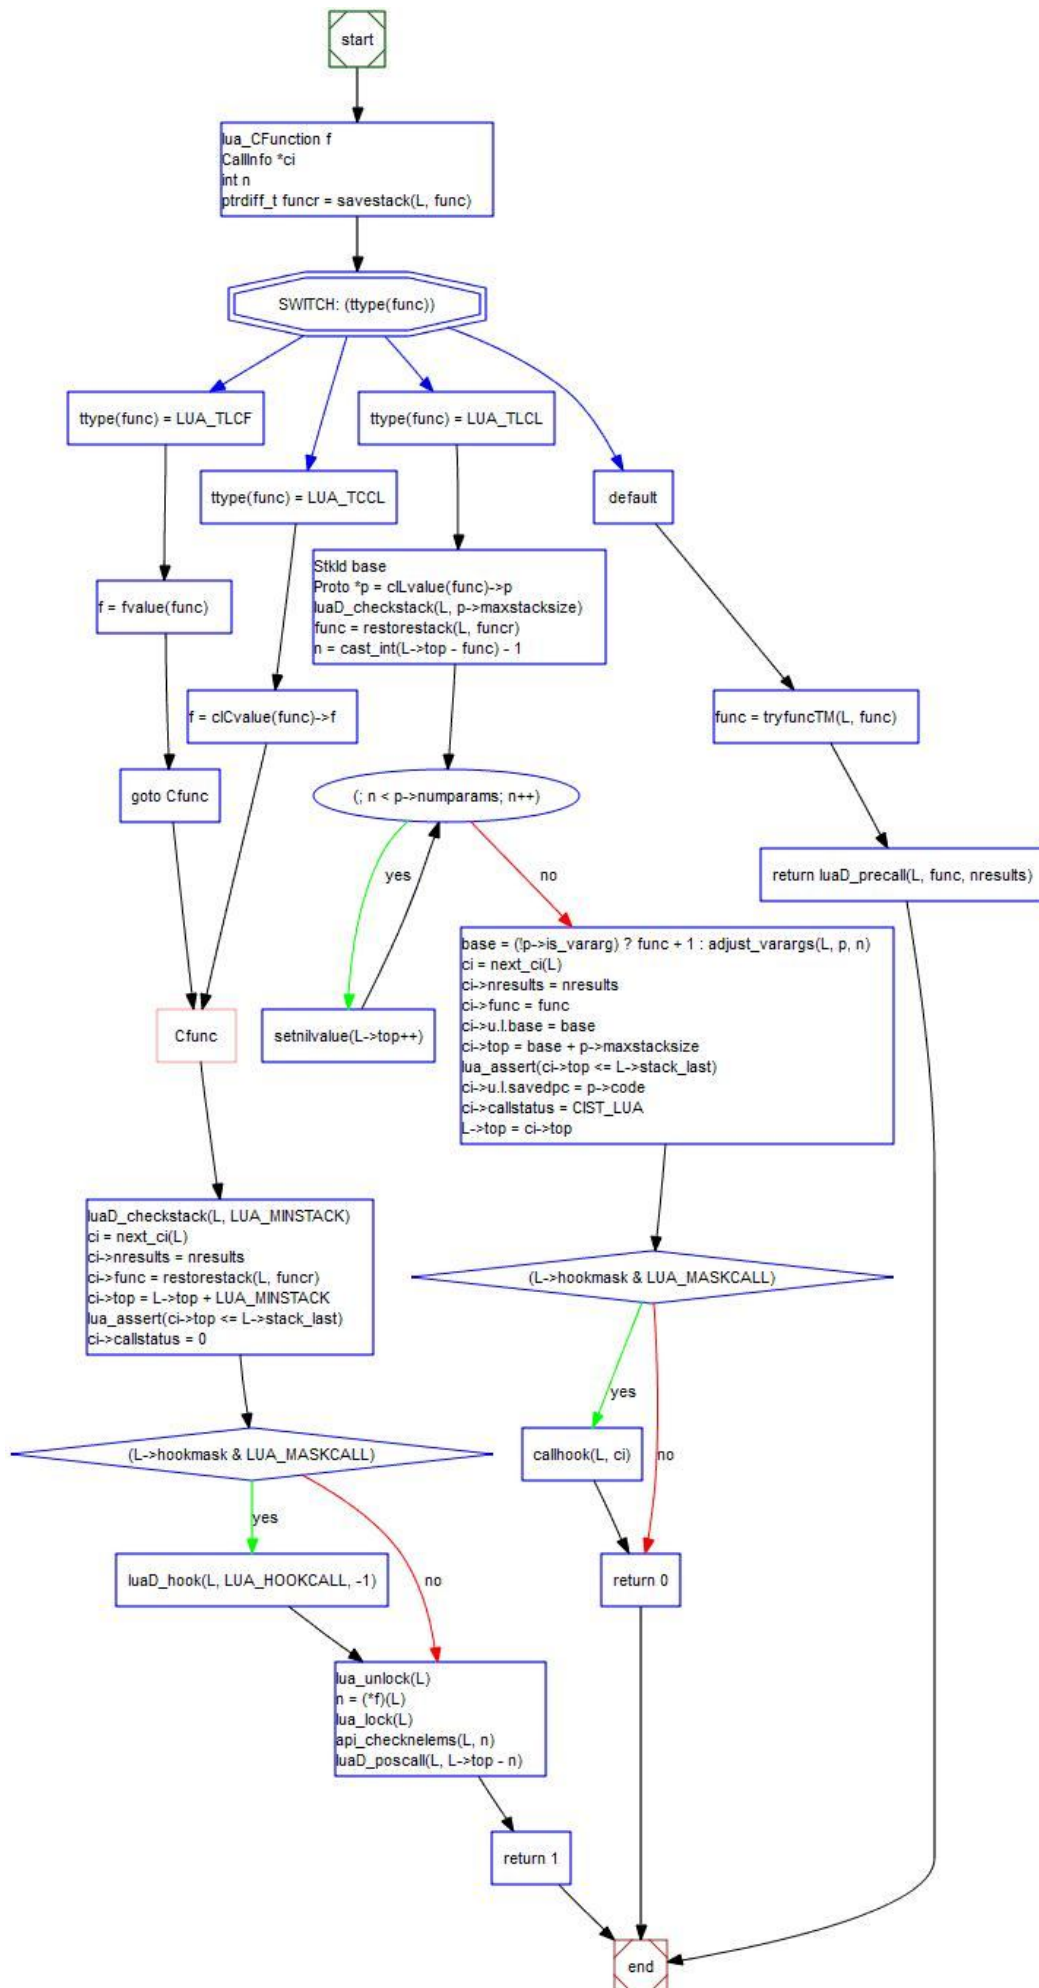 start
lua_CFunction f
CallInfo *ci
int n
ptrdiff_t funcr = savestack(L, func)
SWITCH: (ttype(func))
ttype(func) = LUA_TLCF
ttype(func) = LUA_TLCL
ttype(func) = LUA_TCCL
default
StkId base
Proto *p = clLvalue(func)->p
luaD_checkstack(L, p->maxstacksize)
func = restorestack(L, funcr)
n = cast_int(L->top - func) - 1
f = fvalue(func)
f = clCvalue(func)->f
func = tryfuncTM(L, func)
goto Cfunc
(; n < p->numparams; n++)
yes
no
return luaD_precall(L, func, nresults)
base = (!p->is_vararg) ? func + 1 : adjust_varargs(L, p, n)
ci = next_ci(L)
ci->nresults = nresults
ci->func = func
ci->u.l.base = base
ci->top = base + p->maxstacksize
lua_assert(ci->top <= L->stack_last)
ci->u.l.savedpc = p->code
ci->callstatus = CIST_LUA
L->top = ci->top
Cfunc
setnilvalue(L->top++)
luaD_checkstack(L, LUA_MINSTACK)
ci = next_ci(L)
ci->nresults = nresults
ci->func = restorestack(L, funcr)
ci->top = L->top + LUA_MINSTACK
lua_assert(ci->top <= L->stack_last)
ci->callstatus = 0
(L->hookmask & LUA_MASKCALL)
yes
no
callhook(L, ci)
(L->hookmask & LUA_MASKCALL)
yes
no
luaD_hook(L, LUA_HOOKCALL, -1)
return 0
lua_unlock(L)
n = (*f)(L)
lua_lock(L)
api_checknelems(L, n)
luaD_poscall(L, L->top - n)
return 1
end